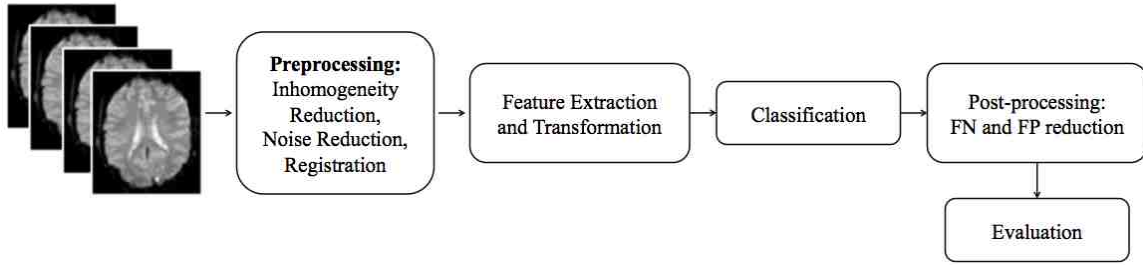 Preprocessing:
Inhomogeneity
Reduction,
Noise Reduction,
Registration
Feature Extraction
and Transformation
Classification
Post-processing:
FN and FP reduction
Evaluation